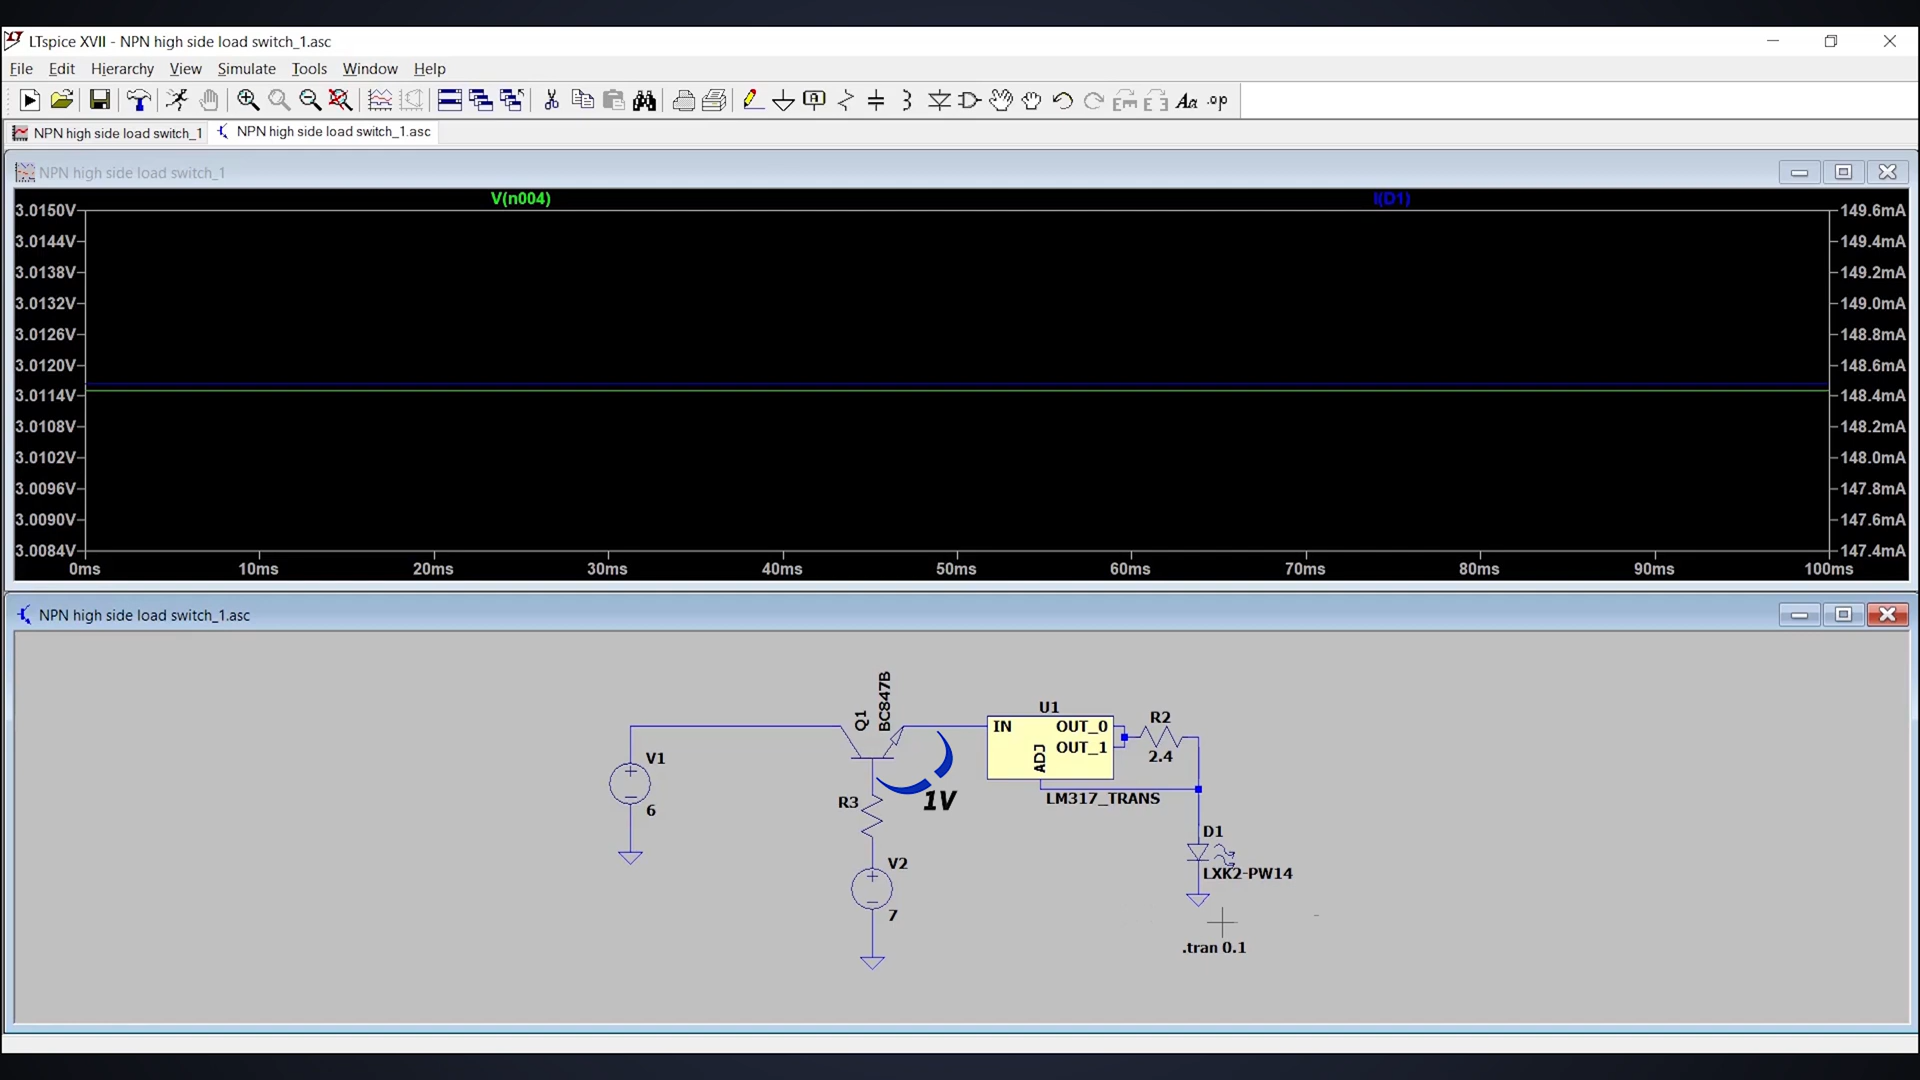 LTspice XVII - NPN high side load switch_1.asc
File Edit Hierarchy View Simulate Tools Window Help
Aa .op
NPN high side load switch_1 NPN high side load switch_1.asc
NPN high side load switch_1
V(n004) I(D1)
3.0150V 149.6mA
3.0144V 149.4mA
3.0138V 149.2mA
3.0132V 149.0mA
3.0126V 148.8mA
3.0120V 148.6mA
3.0114V 148.4mA
3.0108V 148.2mA
3.0102V 148.0mA
3.0096V 147.8mA
3.0090V 147.6mA
3.0084V 147.4mA
0ms 10ms 20ms 30ms 40ms 50ms 60ms 70ms 80ms 90ms 100ms
NPN high side load switch_1.asc
Q1 BC847B
U1
IN OUT_0
ADJ OUT_1
R2
2.4
V1
6
R3
1V
LM317_TRANS
D1
LXK2-PW14
V2
7
.tran 0.1